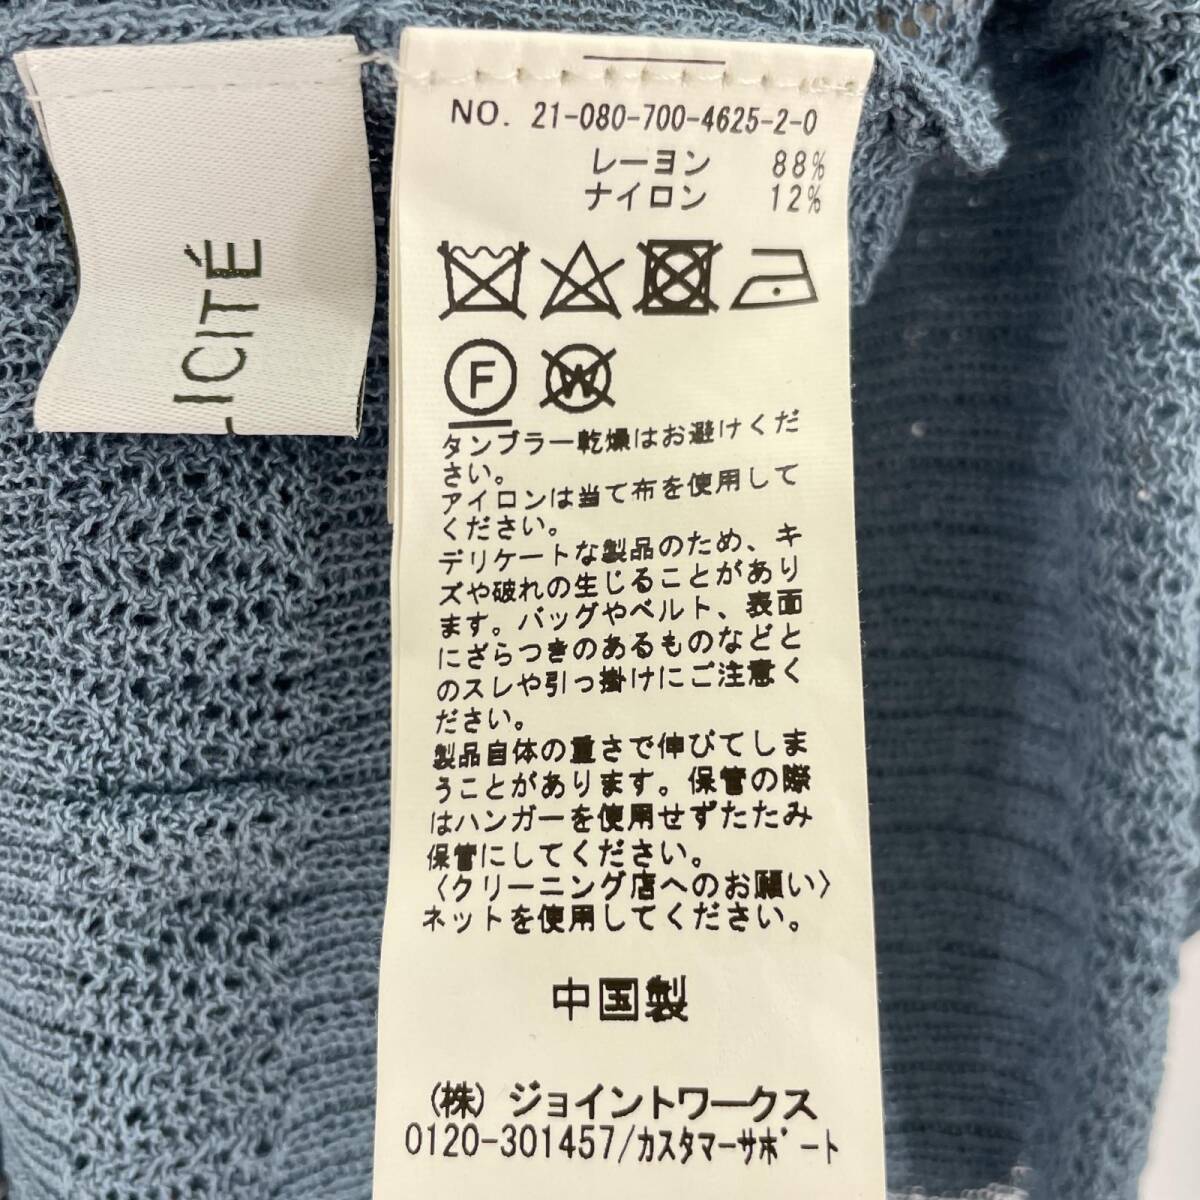 LICITÉ
NO. 21-080-700-4625-2-0
レーヨン 88%
ナイロン 12%
F
W
タンブラー乾燥はお避けくだ
さい。
アイロンは当て布を使用して
ください。
デリケートな製品のため、キ
ズや破れの生じることがあり
ます。バッグやベルト、表面
にざらつきのあるものなどと
のスレや引っ掛けにご注意く
ださい。
製品自体の重さで伸びてしま
うことがあります。保管の際
はハンガーを使用せずたたみ
保管にしてください。
〈クリーニング店へのお願い〉
ネットを使用してください。
中国製
(株) ジョイントワークス
0120-301457/カスタマーサポート